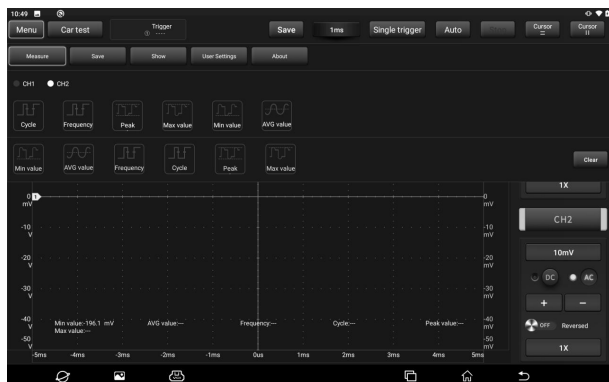 10:49
Menu Car test Trigger Save 1ms Single trigger Auto Cursor Cursor
① ----
Measure Save Show User Settings About
CH1 CH2
Cycle Frequency Peak Max value Min value AVG value
Min value AVG value Frequency Cycle Peak Max value Clear
1X
0 mV 1 0 mV
CH2
-10 V -10 mV
10mV
-20 V -20 mV
DC AC
-30 V -30 mV
+ −
-40 V -40 mV
Min value:-196.1 mV AVG value:-- Frequency:-- Cycle:-- Peak value:--
Max value:--
OFF Reversed
-50 V -50 mV
1X
-5ms -4ms -3ms -2ms -1ms 0us 1ms 2ms 3ms 4ms 5ms